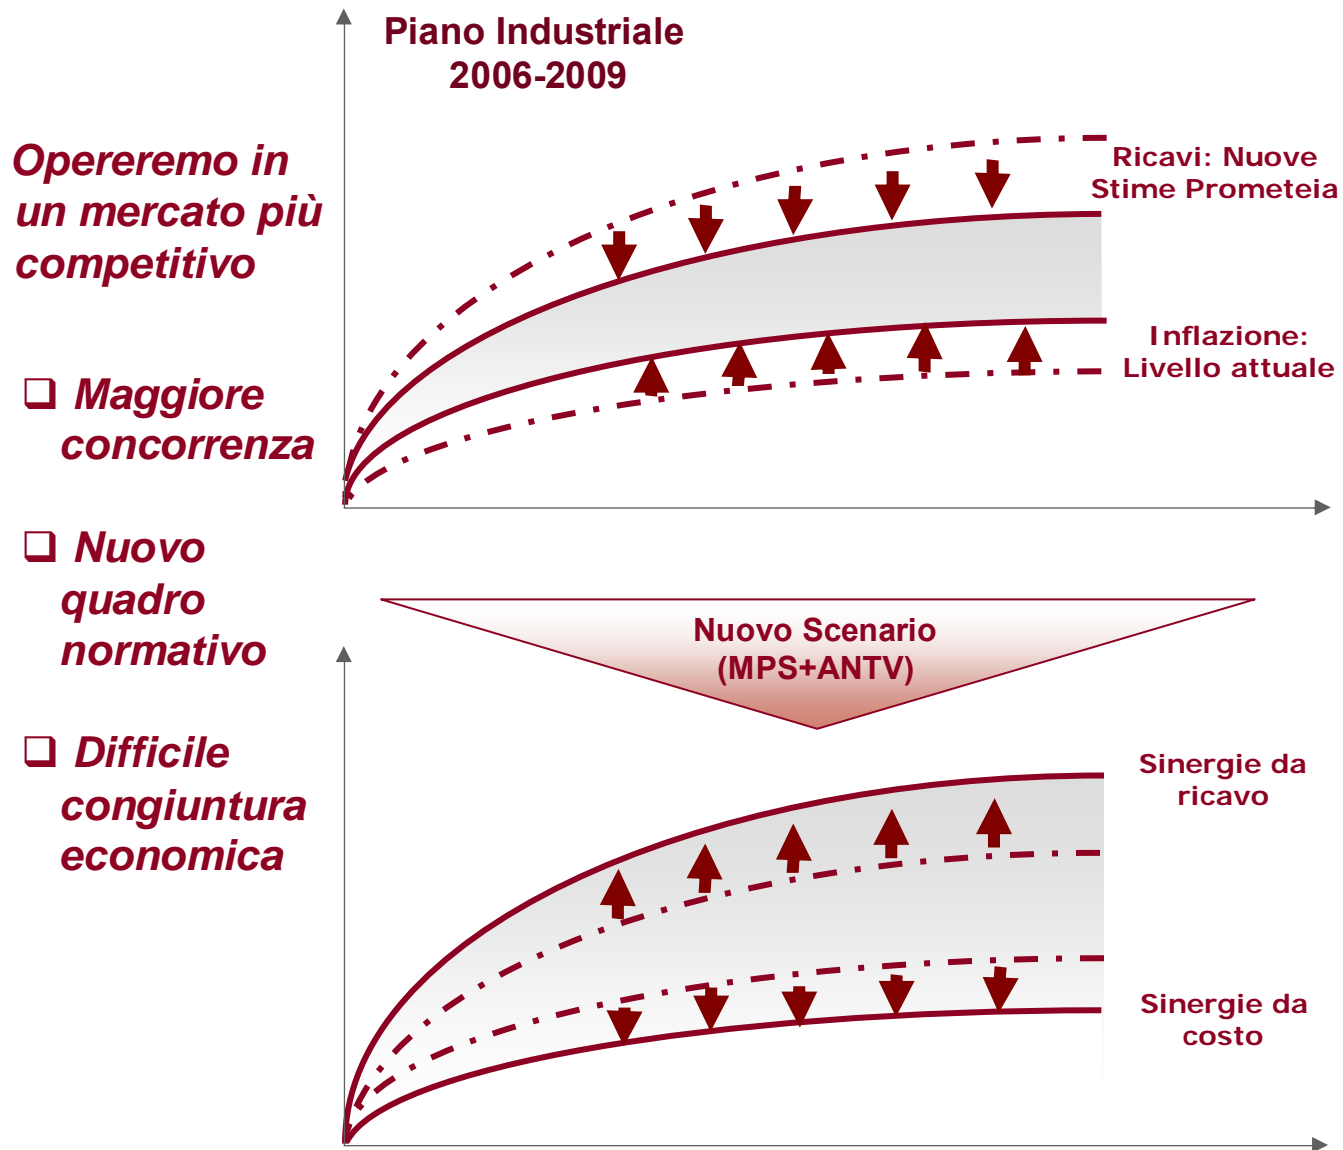 Piano Industriale
2006-2009
Opereremo in
un mercato più
competitivo
❑ Maggiore
concorrenza
❑ Nuovo
quadro
normativo
❑ Difficile
congiuntura
economica
Ricavi: Nuove
Stime Prometeia
Inflazione:
Livello attuale
Nuovo Scenario
(MPS+ANTV)
Sinergie da
ricavo
Sinergie da
costo